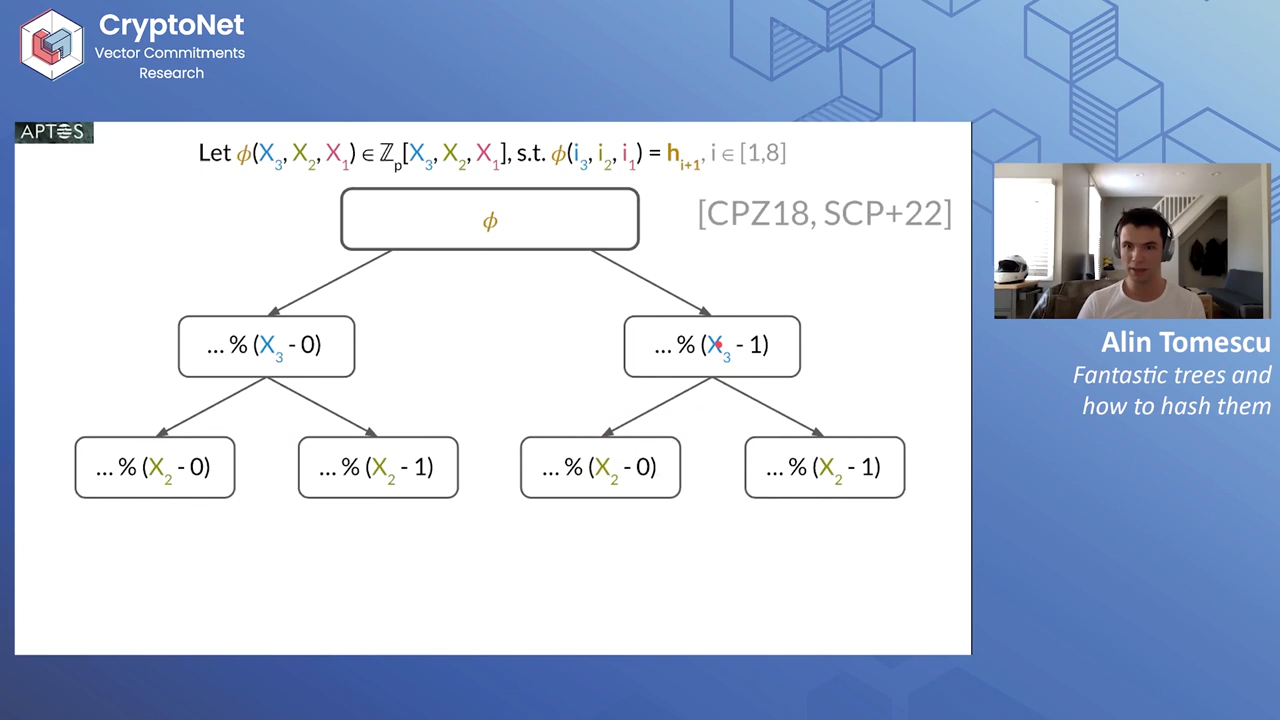 CryptoNet
Vector Commitments
Research
APTOS
Let ϕ(X₃, X₂, X₁) ∈ ℤₚ[X₃, X₂, X₁], s.t. ϕ(i₃, i₂, i₁) = hᵢ₊₁, i ∈ [1,8]
ϕ
[CPZ18, SCP+22]
... % (X₃ - 0)
... % (X₃ - 1)
... % (X₂ - 0)
... % (X₂ - 1)
... % (X₂ - 0)
... % (X₂ - 1)
Alin Tomescu
Fantastic trees and
how to hash them